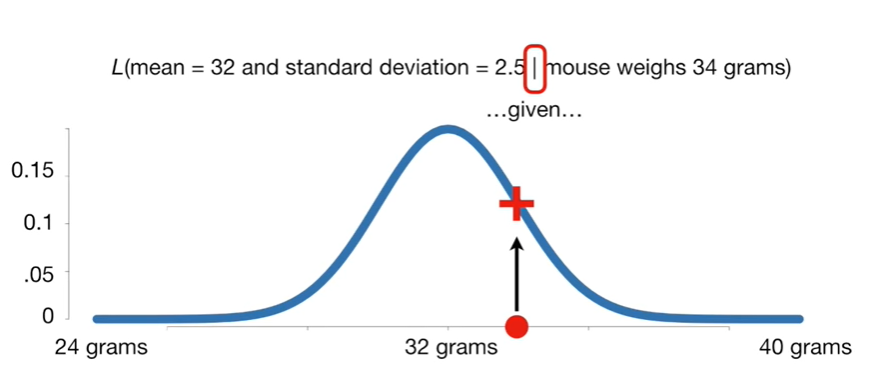 L(mean = 32 and standard deviation = 2.5 | mouse weighs 34 grams)
…given…
0.15
0.1
.05
0
24 grams
32 grams
40 grams